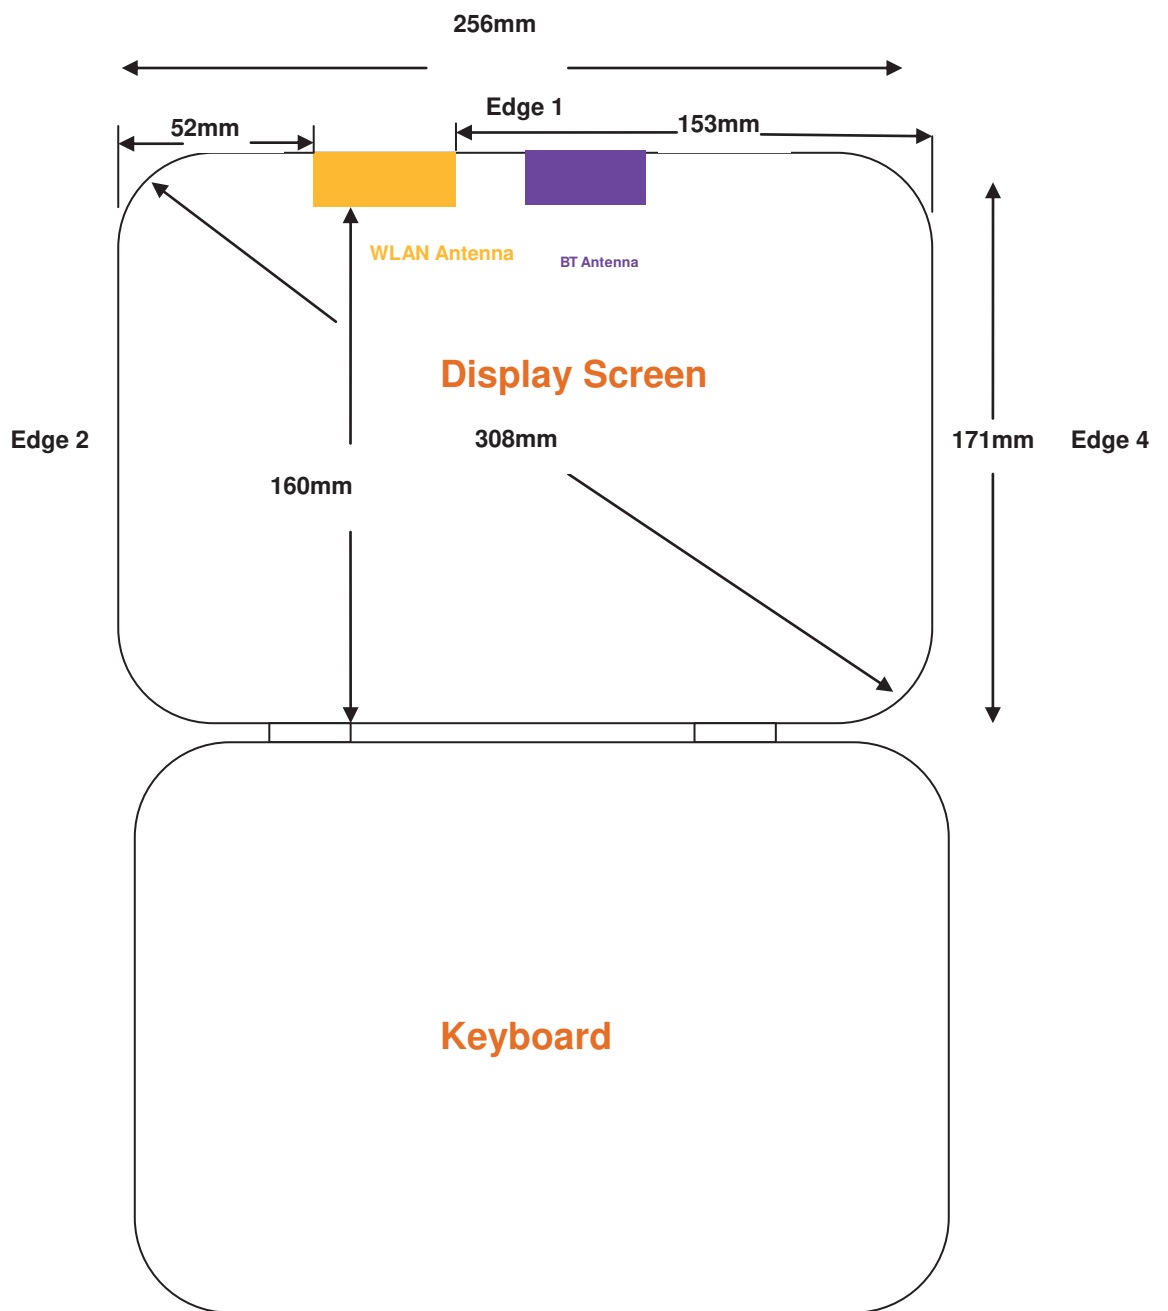 256mm
Edge 1
52mm
153mm
WLAN Antenna
BT Antenna
Display Screen
Edge 2
308mm
171mm
Edge 4
160mm
Keyboard